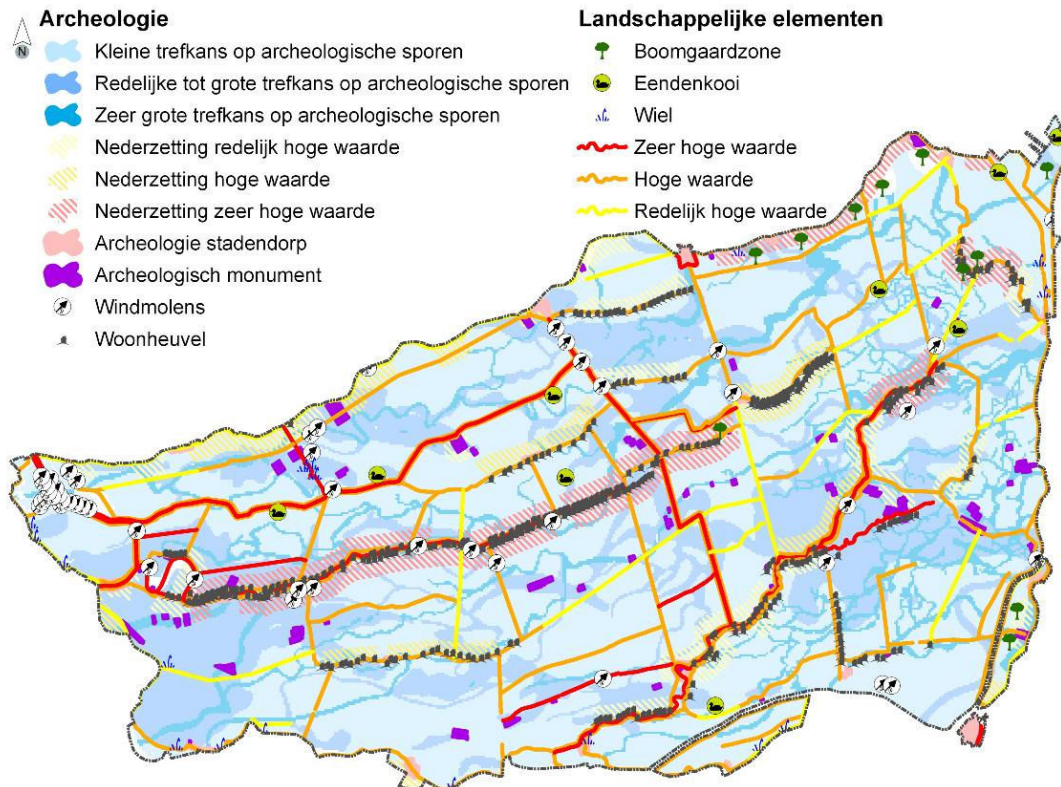 Archeologie
Kleine trefkans op archeologische sporen
Redelijke tot grote trefkans op archeologische sporen
Zeer grote trefkans op archeologische sporen
Nederzetting redelijk hoge waarde
Nederzetting hoge waarde
Nederzetting zeer hoge waarde
Archeologie stadendorp
Archeologisch monument
Windmolens
Woonheuvel
N
Landschappelijke elementen
Boomgaardzone
Eendenkooi
Wiel
Zeer hoge waarde
Hoge waarde
Redelijk hoge waarde